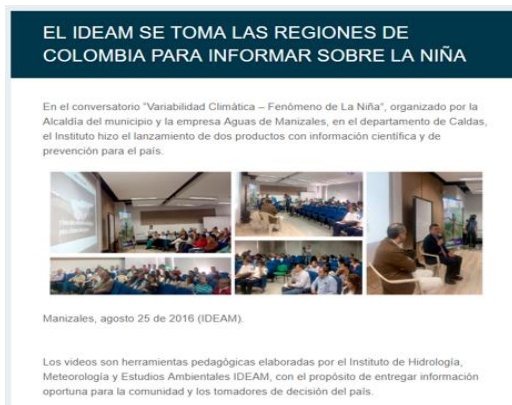 EL IDEAM SE TOMA LAS REGIONES DE
COLOMBIA PARA INFORMAR SOBRE LA NIÑA
En el conversatorio "Variabilidad Climática – Fenómeno de La Niña", organizado por la
Alcaldía del municipio y la empresa Aguas de Manizales, en el departamento de Caldas,
el Instituto hizo el lanzamiento de dos productos con información científica y de
prevención para el país.
Manizales, agosto 25 de 2016 (IDEAM).
Los videos son herramientas pedagógicas elaboradas por el Instituto de Hidrología,
Meteorología y Estudios Ambientales IDEAM, con el propósito de entregar información
oportuna para la comunidad y los tomadores de decisión del país.